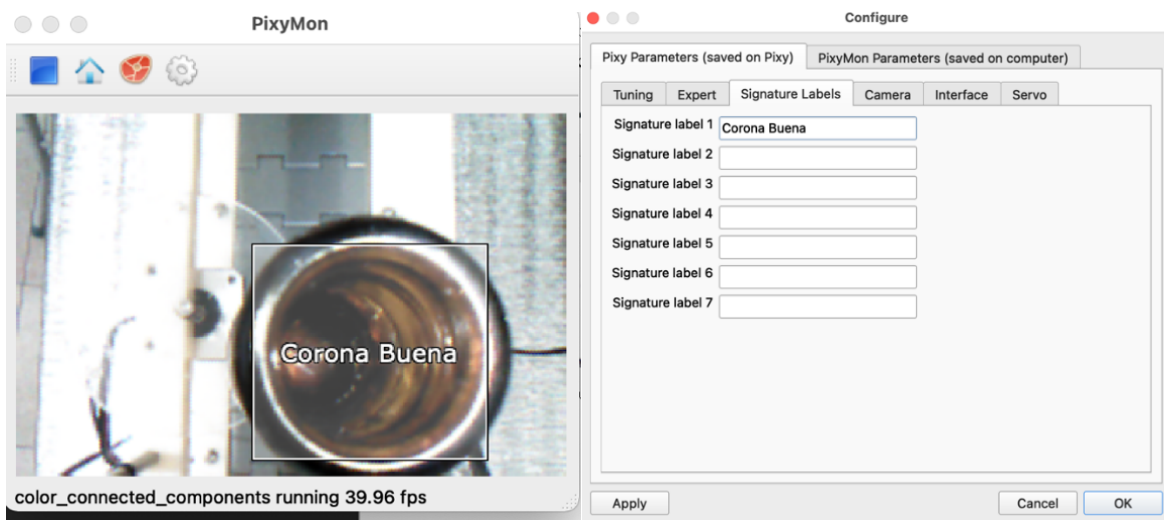 PixyMon
Corona Buena
color_connected_components running 39.96 fps
Configure
Pixy Parameters (saved on Pixy) PixyMon Parameters (saved on computer)
Tuning Expert Signature Labels Camera Interface Servo
Signature label 1 Corona Buena
Signature label 2
Signature label 3
Signature label 4
Signature label 5
Signature label 6
Signature label 7
Apply Cancel OK